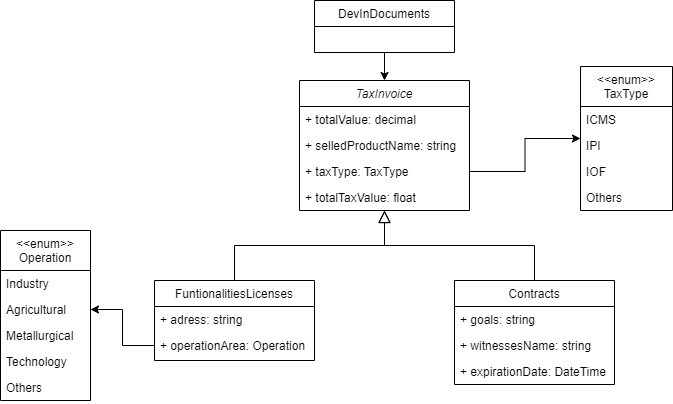 DevInDocuments
TaxInvoice
+ totalValue: decimal
+ selledProductName: string
+ taxType: TaxType
+ totalTaxValue: float
<<enum>>
TaxType
ICMS
IPI
IOF
Others
<<enum>>
Operation
Industry
Agricultural
Metallurgical
Technology
Others
FuntionalitiesLicenses
+ adress: string
+ operationArea: Operation
Contracts
+ goals: string
+ witnessesName: string
+ expirationDate: DateTime